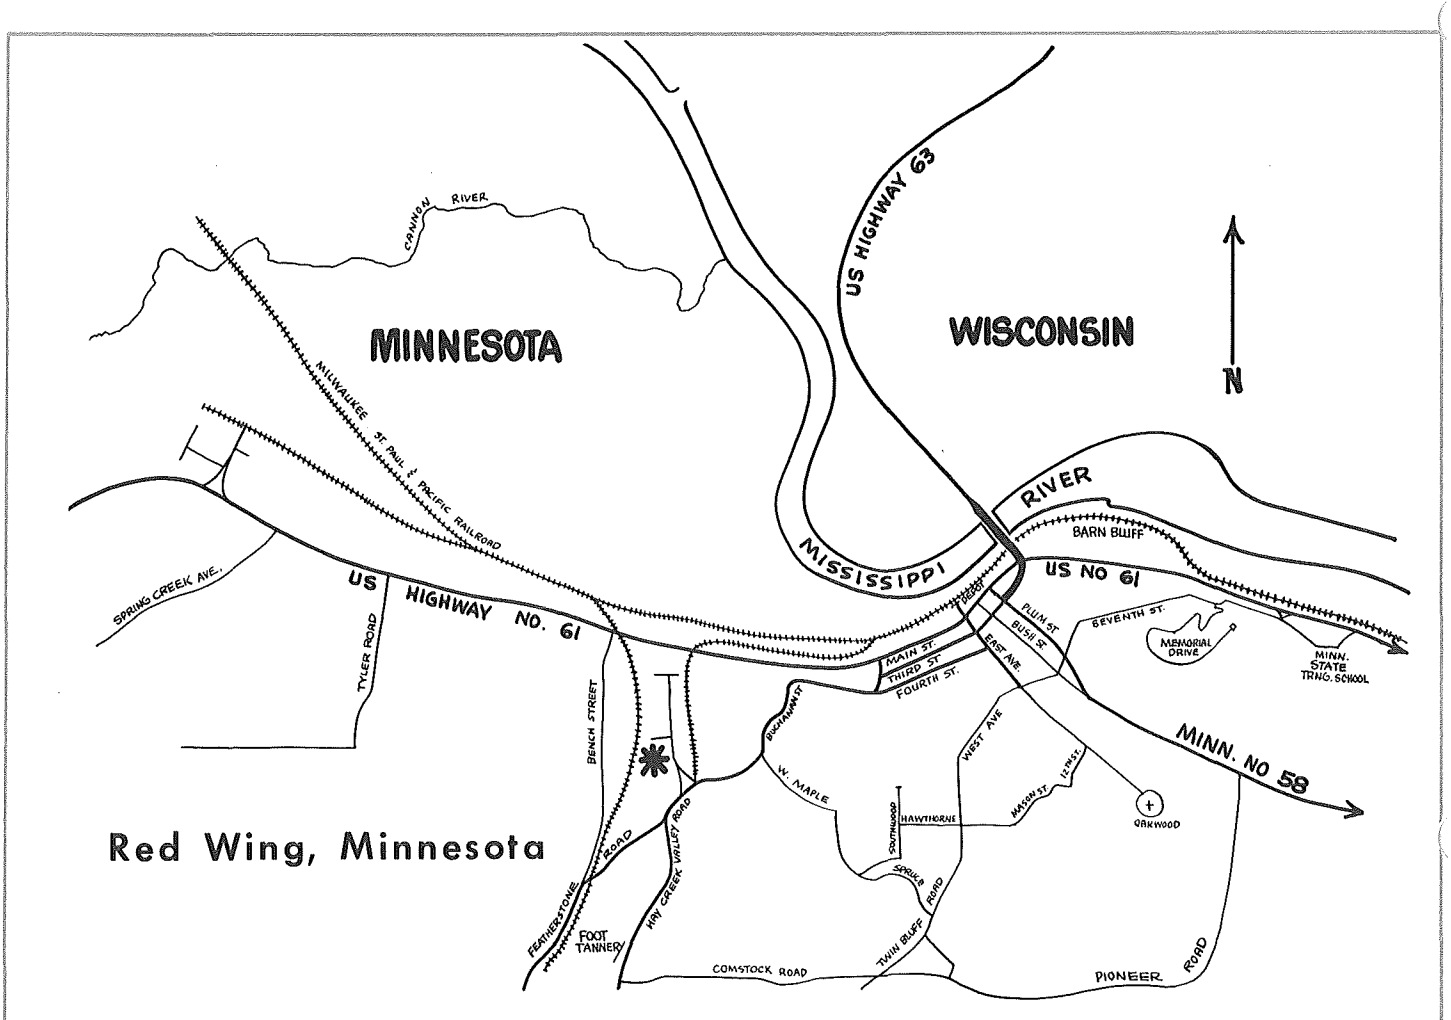 CANNON RIVER
US HIGHWAY 63
MINNESOTA
WISCONSIN
N
MILWAUKEE ST. PAUL & PACIFIC RAILROAD
RIVER
MISSISSIPPI
BARN BLUFF
US NO 61
SPRING CREEK AVE.
US HIGHWAY NO. 61
TYLER ROAD
DEPOT
PLUM ST
BUSH ST.
EAST AVE.
SEVENTH ST.
MEMORIAL
DRIVE
MINN.
STATE
TRNG. SCHOOL
MAIN ST.
THIRD ST
FOURTH ST.
BENCH STREET
BUCHANAN ST
WEST AVE
MINN. NO 58
W. MAPLE
SOUTHWOOD
HAWTHORNE
MASON ST.
12TH ST.
OAKWOOD
Red Wing, Minnesota
FEATHERSTONE ROAD
HAY CREEK VALLEY ROAD
SPRUCE
TWIN BLUFF ROAD
FOOT
TANNERY
COMSTOCK ROAD
PIONEER ROAD